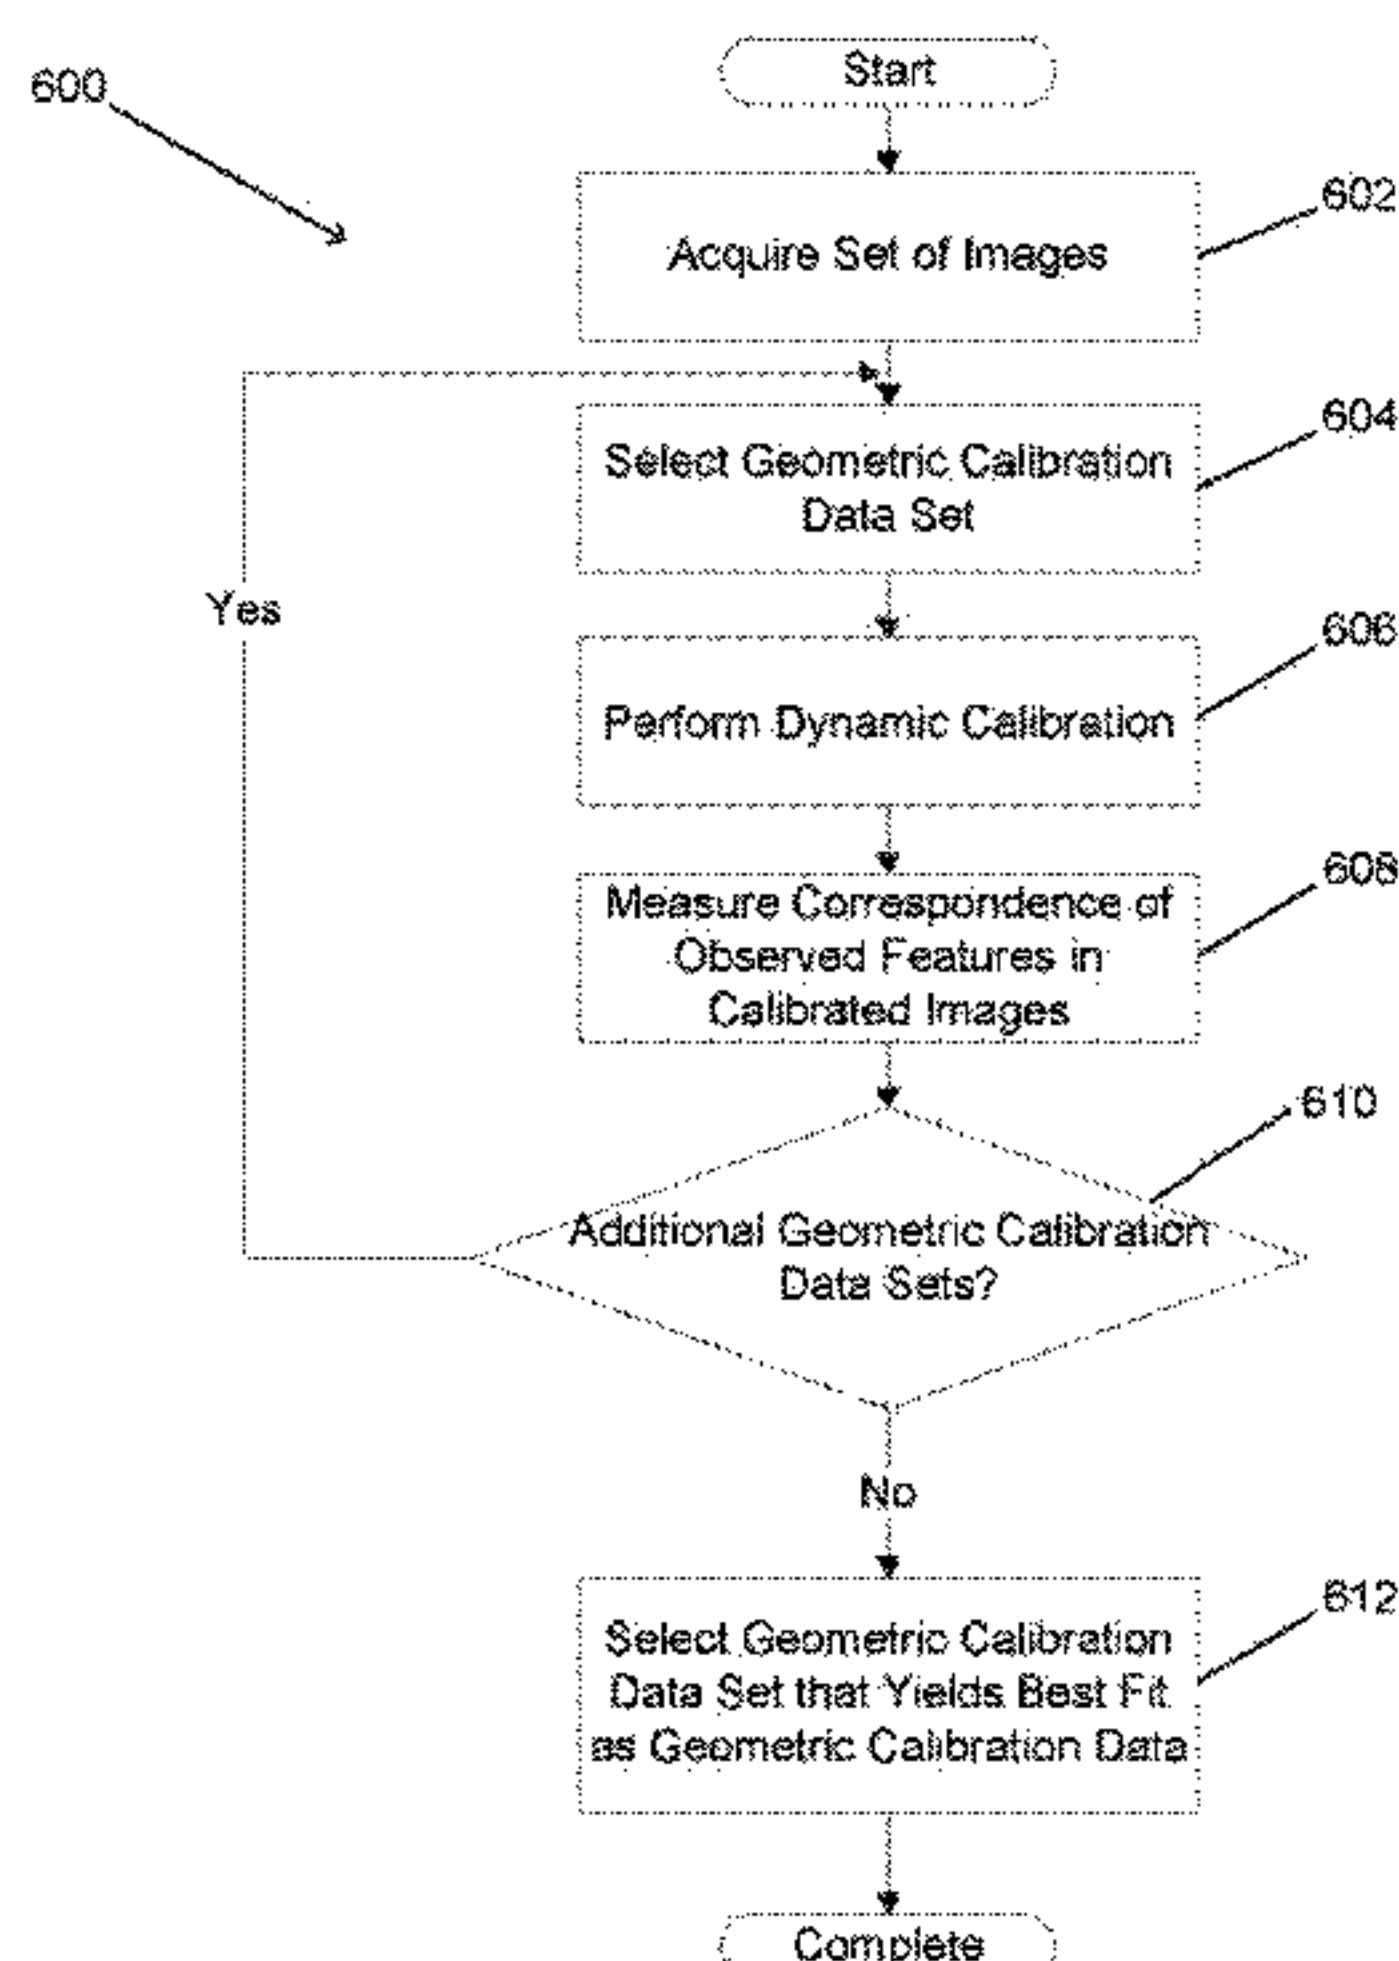 Start
600
602
Acquire Set of Images
604
Select Geometric Calibration
Data Set
Yes
606
Perform Dynamic Calibration
608
Measure Correspondence of
Observed Features in
Calibrated Images
610
Additional Geometric Calibration
Data Sets?
No
612
Select Geometric Calibration
Data Set that Yields Best Fit
as Geometric Calibration Data
Complete